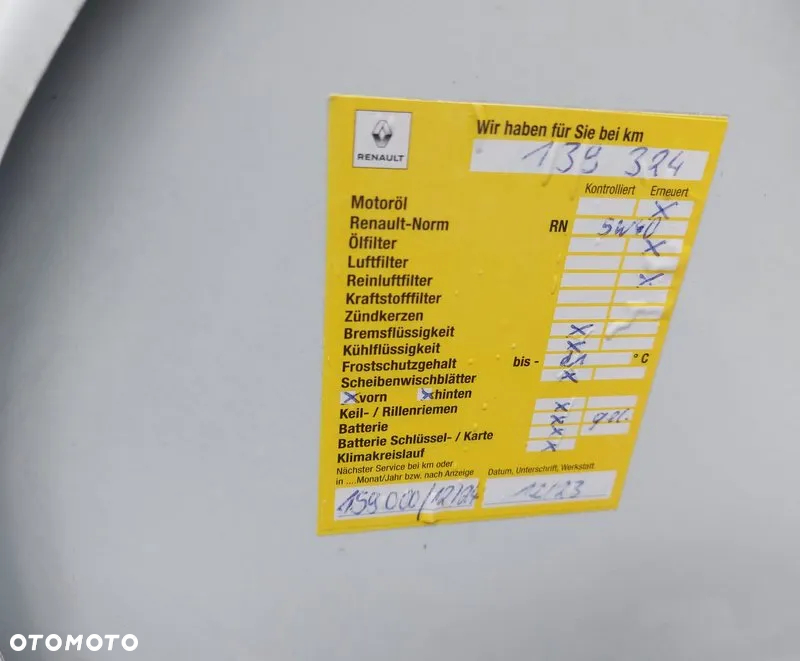 RENAULT
Wir haben für Sie bei km
139 324
Kontrolliert Erneuert
Motoröl X
Renault-Norm RN 5W40
Ölfilter X
Luftfilter
Reinluftfilter X
Kraftstofffilter
Zündkerzen
Bremsflüssigkeit X
Kühlflüssigkeit X
Frostschutzgehalt bis - °C
Scheibenwischblätter X
X vorn X hinten
Keil- / Rillenriemen X
Batterie X
Batterie Schlüssel- / Karte X
Klimakreislauf X
Nächster Service bei km oder
in ....Monat/Jahr bzw. nach Anzeige
159 000/12/24
Datum, Unterschrift, Werkstatt
12/23
OTOMOTO